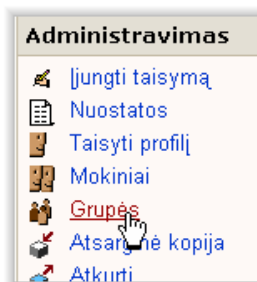 Administravimas
Įjungti taisymą
Nuostatos
Taisyti profilį
Mokiniai
Grupės
Atsarginė kopija
Atkurti